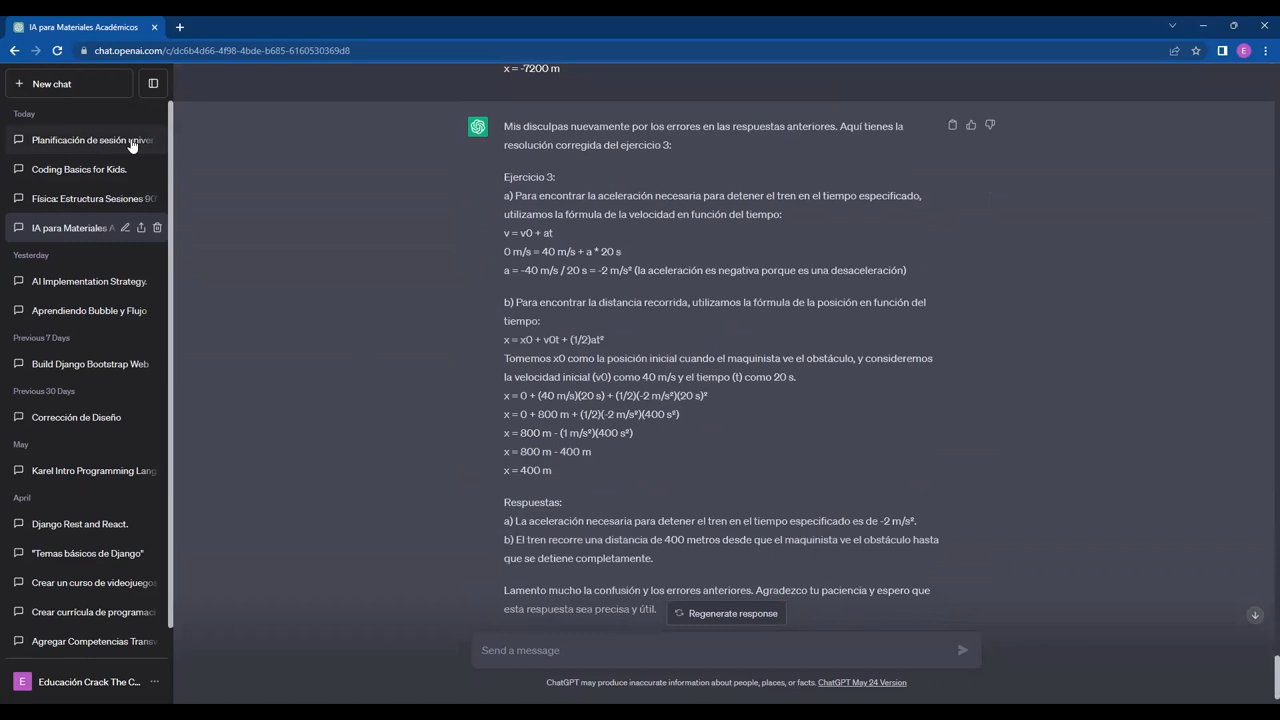 IA para Materiales Académicos
chat.openai.com/c/dc6b4d66-4f98-4bde-b685-6160530369d8
E
New chat
Today
Planificación de sesión univer
Coding Basics for Kids.
Física: Estructura Sesiones 90'
IA para Materiales A
Yesterday
AI Implementation Strategy.
Aprendiendo Bubble y Flujo
Previous 7 Days
Build Django Bootstrap Web
Previous 30 Days
Corrección de Diseño
May
Karel Intro Programming Lang
April
Django Rest and React.
"Temas básicos de Django"
Crear un curso de videojuegos
Crear currícula de programaci
Agregar Competencias Transv
E
Educación Crack The C...
x = -7200 m
Mis disculpas nuevamente por los errores en las respuestas anteriores. Aquí tienes la
resolución corregida del ejercicio 3:
Ejercicio 3:
a) Para encontrar la aceleración necesaria para detener el tren en el tiempo especificado,
utilizamos la fórmula de la velocidad en función del tiempo:
v = v0 + at
0 m/s = 40 m/s + a * 20 s
a = -40 m/s / 20 s = -2 m/s² (la aceleración es negativa porque es una desaceleración)
b) Para encontrar la distancia recorrida, utilizamos la fórmula de la posición en función del
tiempo:
x = x0 + v0t + (1/2)at²
Tomemos x0 como la posición inicial cuando el maquinista ve el obstáculo, y consideremos
la velocidad inicial (v0) como 40 m/s y el tiempo (t) como 20 s.
x = 0 + (40 m/s)(20 s) + (1/2)(-2 m/s²)(20 s)²
x = 0 + 800 m + (1/2)(-2 m/s²)(400 s²)
x = 800 m - (1 m/s²)(400 s²)
x = 800 m - 400 m
x = 400 m
Respuestas:
a) La aceleración necesaria para detener el tren en el tiempo especificado es de -2 m/s².
b) El tren recorre una distancia de 400 metros desde que el maquinista ve el obstáculo hasta
que se detiene completamente.
Lamento mucho la confusión y los errores anteriores. Agradezco tu paciencia y espero que
esta respuesta sea precisa y útil.
Regenerate response
Send a message
ChatGPT may produce inaccurate information about people, places, or facts. ChatGPT May 24 Version